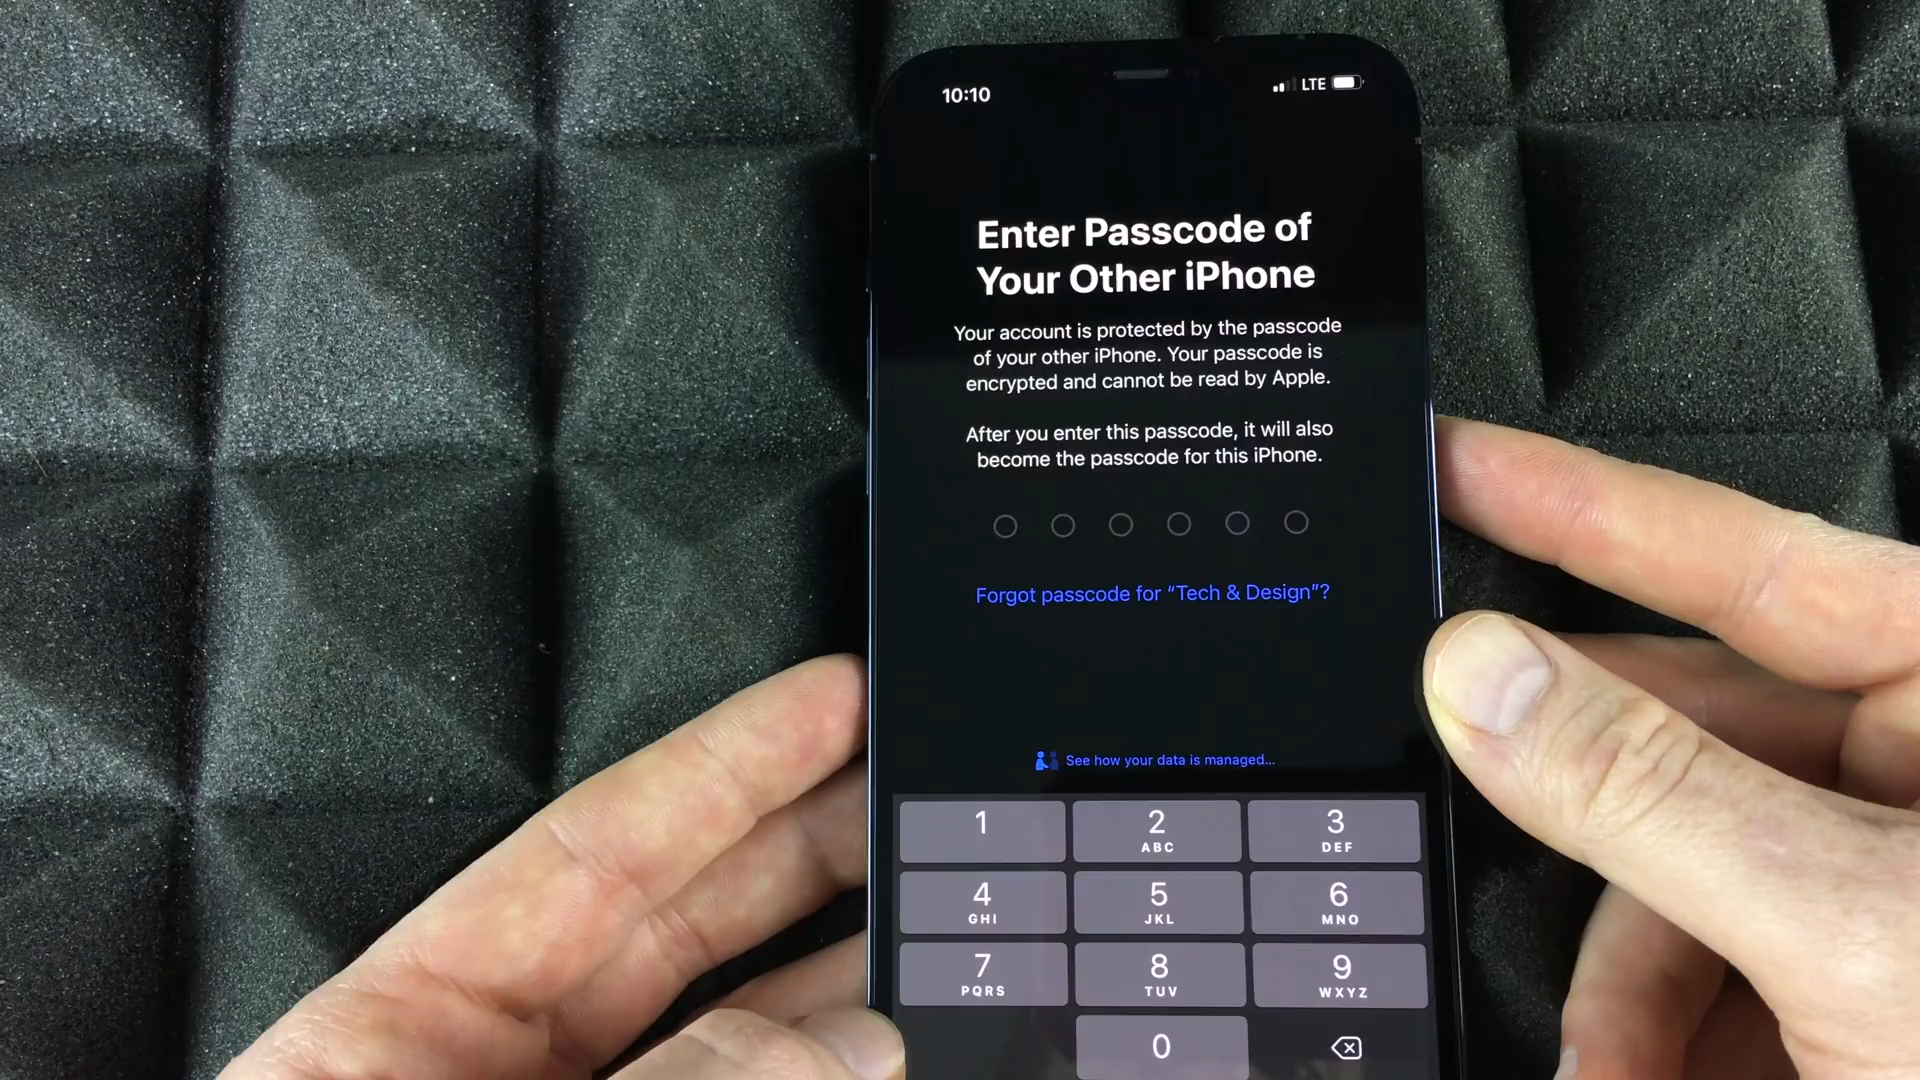 10:10
LTE
Enter Passcode of
Your Other iPhone
Your account is protected by the passcode
of your other iPhone. Your passcode is
encrypted and cannot be read by Apple.
After you enter this passcode, it will also
become the passcode for this iPhone.
Forgot passcode for “Tech & Design”?
See how your data is managed...
1
2
ABC
3
DEF
4
GHI
5
JKL
6
MNO
7
PQRS
8
TUV
9
WXYZ
0